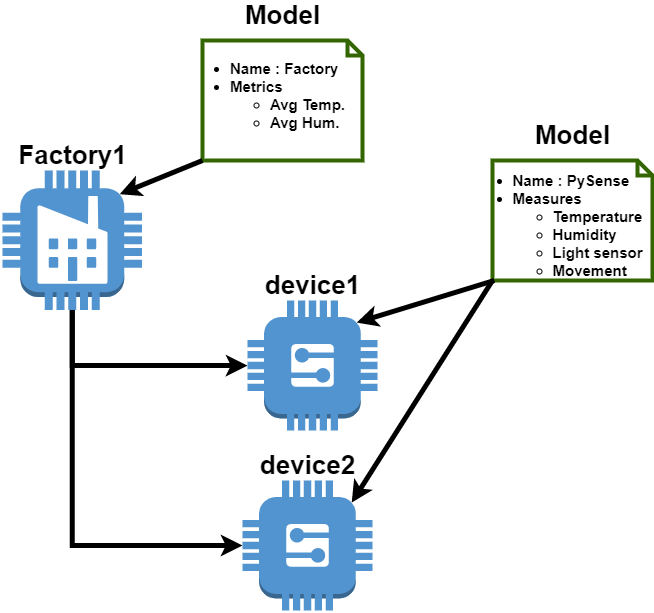 Model
Name : Factory
Metrics
Avg Temp.
Avg Hum.
Model
Factory1
Name : PySense
Measures
Temperature
Humidity
Light sensor
Movement
device1
device2